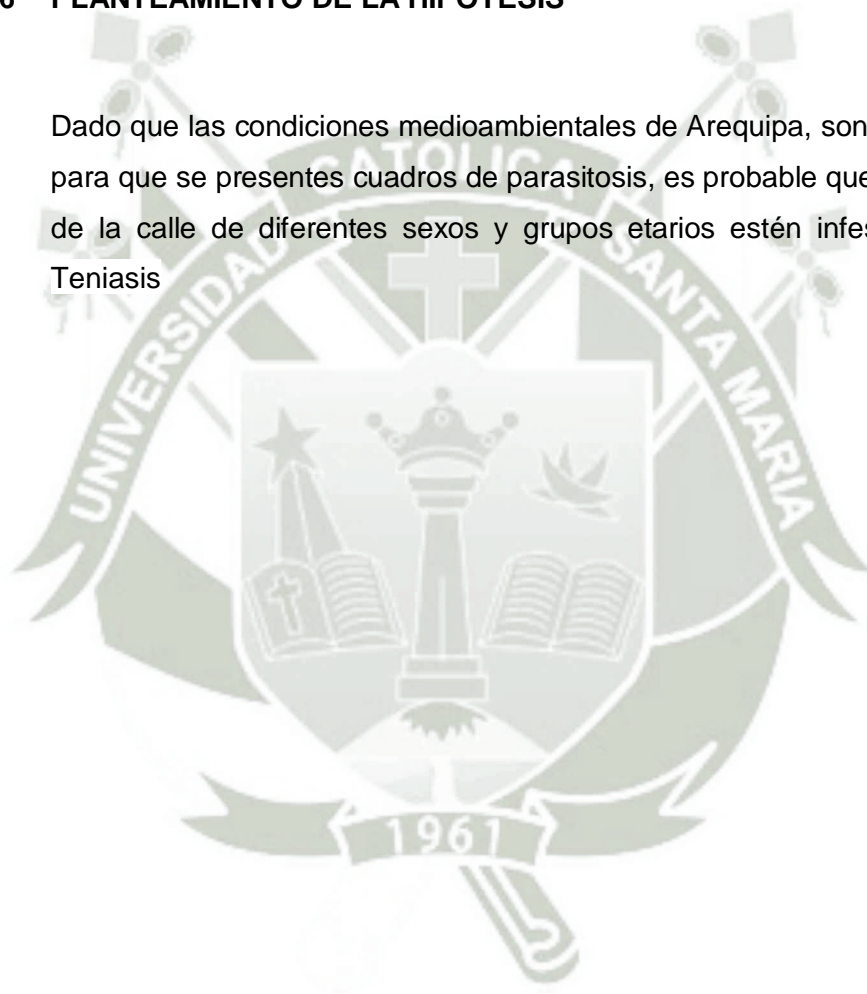 PLANTEAMIENTO DE LA HIPÓTESIS
Dado que las condiciones medioambientales de Arequipa, son
para que se presentes cuadros de parasitosis, es probable que
de la calle de diferentes sexos y grupos etarios estén
Teniasis
UNIVERSIDAD CATOLICA SANTA MARIA
1961